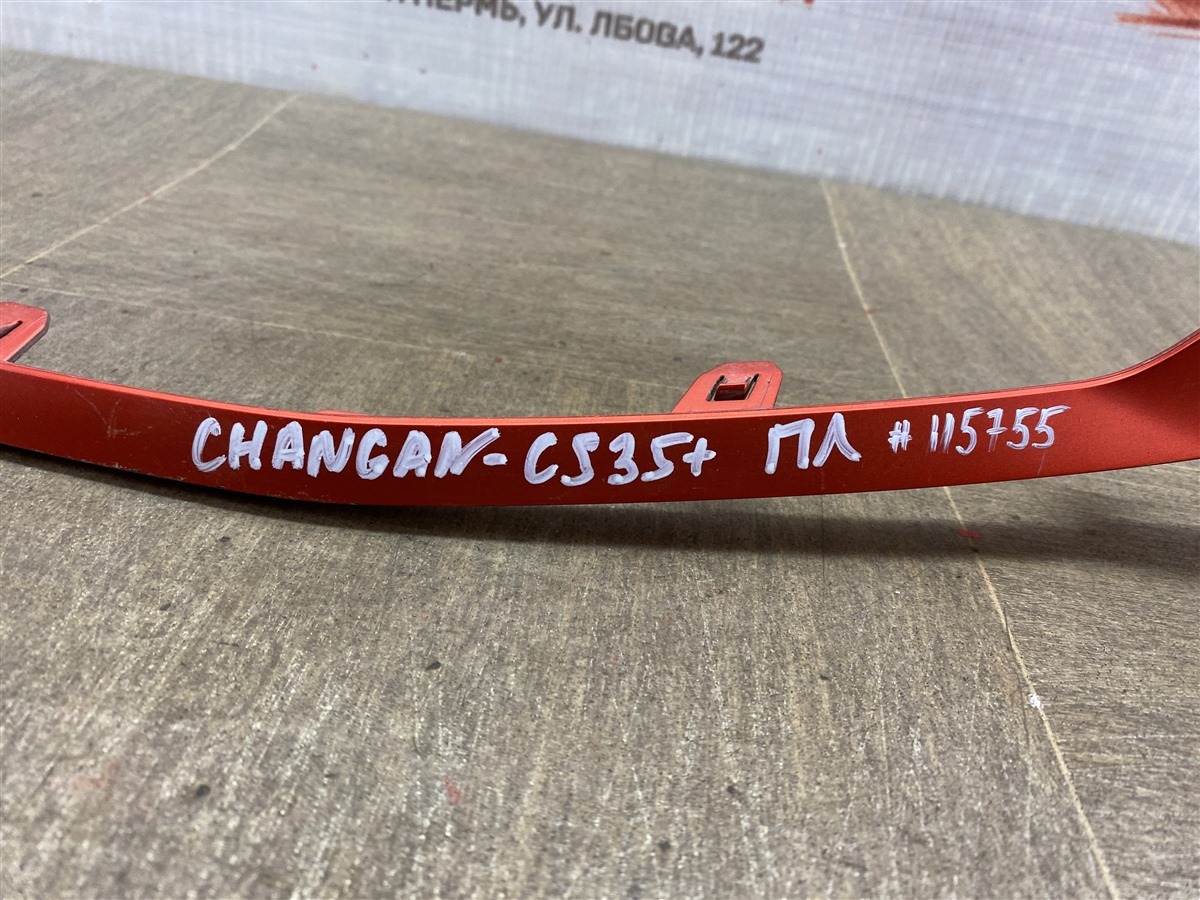 ПЕРМЬ, УЛ. ЛБОВА, 122
CHANGAN-CS35+ ПЛ #115755